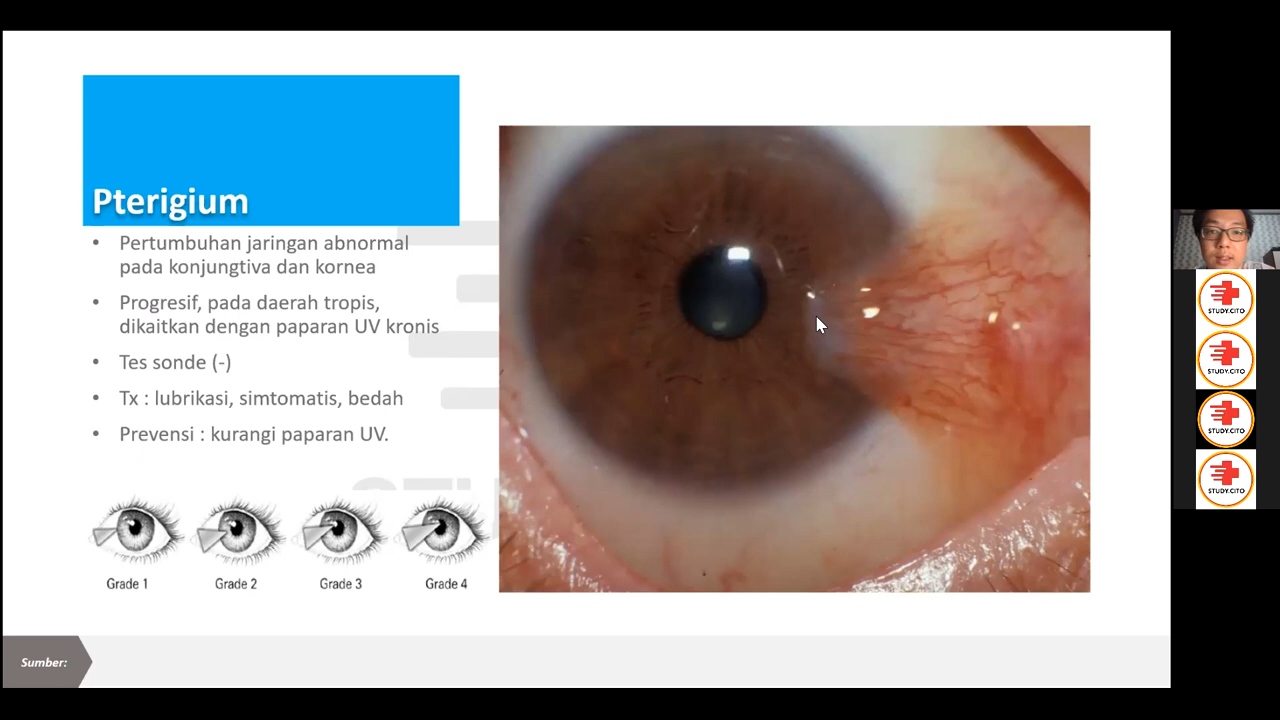 Pterigium
• Pertumbuhan jaringan abnormal
pada konjungtiva dan kornea
• Progresif, pada daerah tropis,
dikaitkan dengan paparan UV kronis
• Tes sonde (-)
• Tx : lubrikasi, simtomatis, bedah
• Prevensi : kurangi paparan UV.
Grade 1
Grade 2
Grade 3
Grade 4
Sumber:
STUDY.CITO
STUDY.CITO
STUDY.CITO
STUDY.CITO